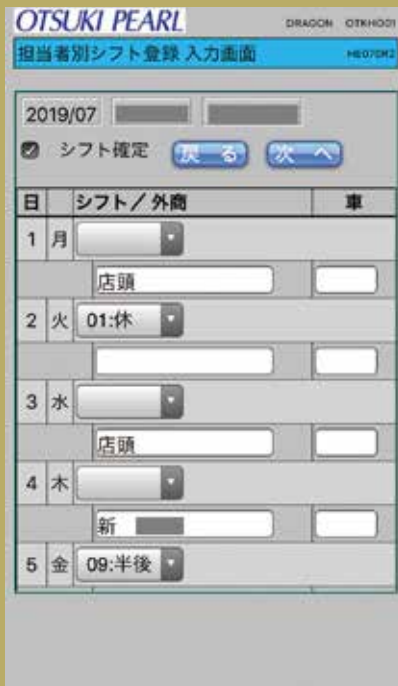 OTSUKI PEARL DRAGON OTKH001
担当者別シフト登録 入力画面 HE070M2
2019/07
シフト確定 戻る 次へ
日 シフト/外商 車
1 月
店頭
2 火 01:休
3 水
店頭
4 木
新
5 金 09:半後